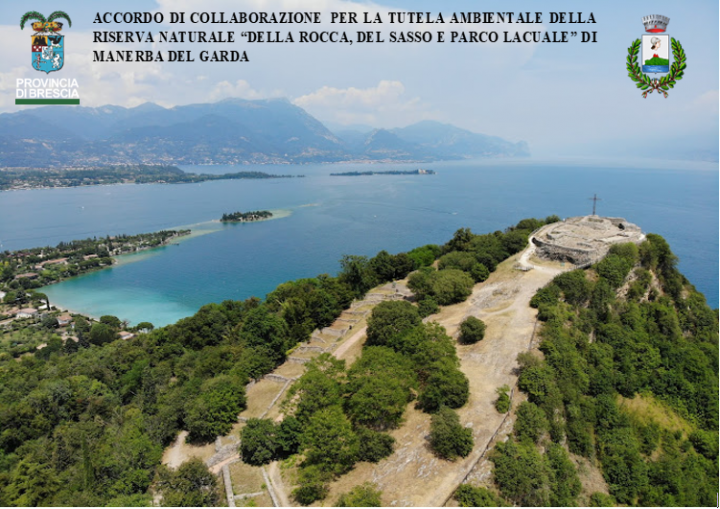 ACCORDO DI COLLABORAZIONE PER LA TUTELA AMBIENTALE DELLA
RISERVA NATURALE “DELLA ROCCA, DEL SASSO E PARCO LACUALE” DI
MANERBA DEL GARDA
PROVINCIA
DI BRESCIA